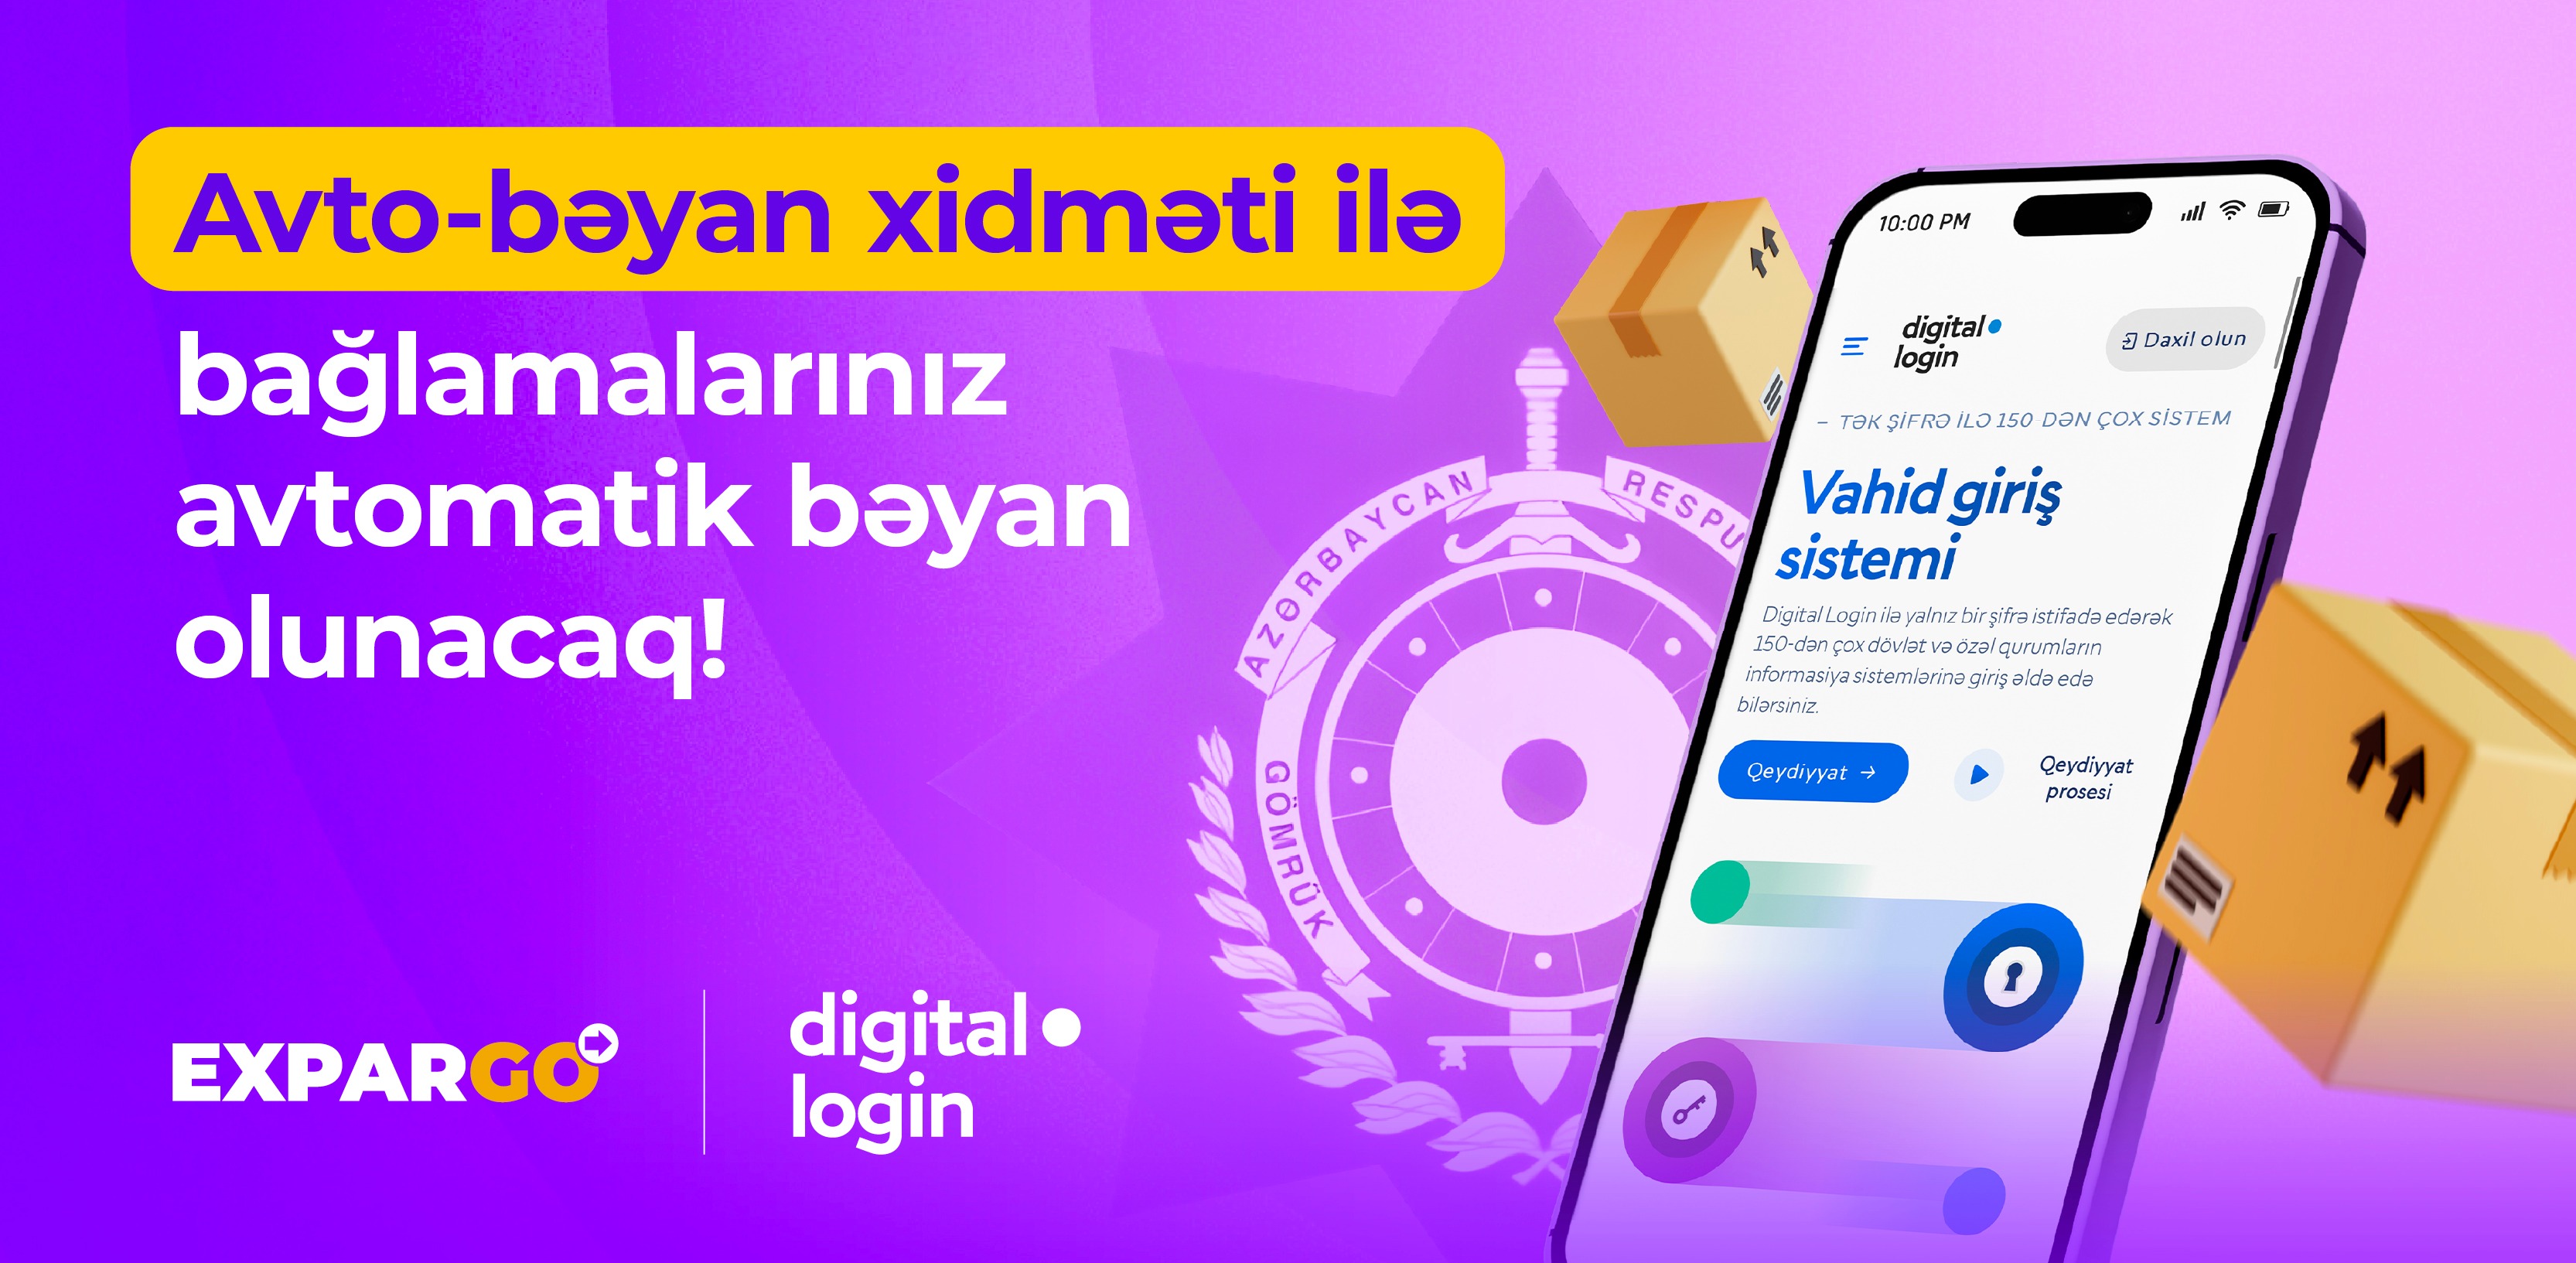 Avto-bəyan xidməti ilə
bağlamalarınız
avtomatik bəyan
olunacaq!
EXPARGO
digital
login
AZƏRBAYCAN
RESPU
GÖMRÜK
10:00 PM
digital
login
Daxil olun
– TƏK ŞİFRƏ İLƏ 150-DƏN ÇOX SİSTEM
Vahid giriş
sistemi
Digital Login ilə yalnız bir şifrə istifadə edərək
150-dən çox dövlət və özəl qurumların
informasiya sistemlərinə giriş əldə edə
bilərsiniz.
Qeydiyyat →
Qeydiyyat
prosesi